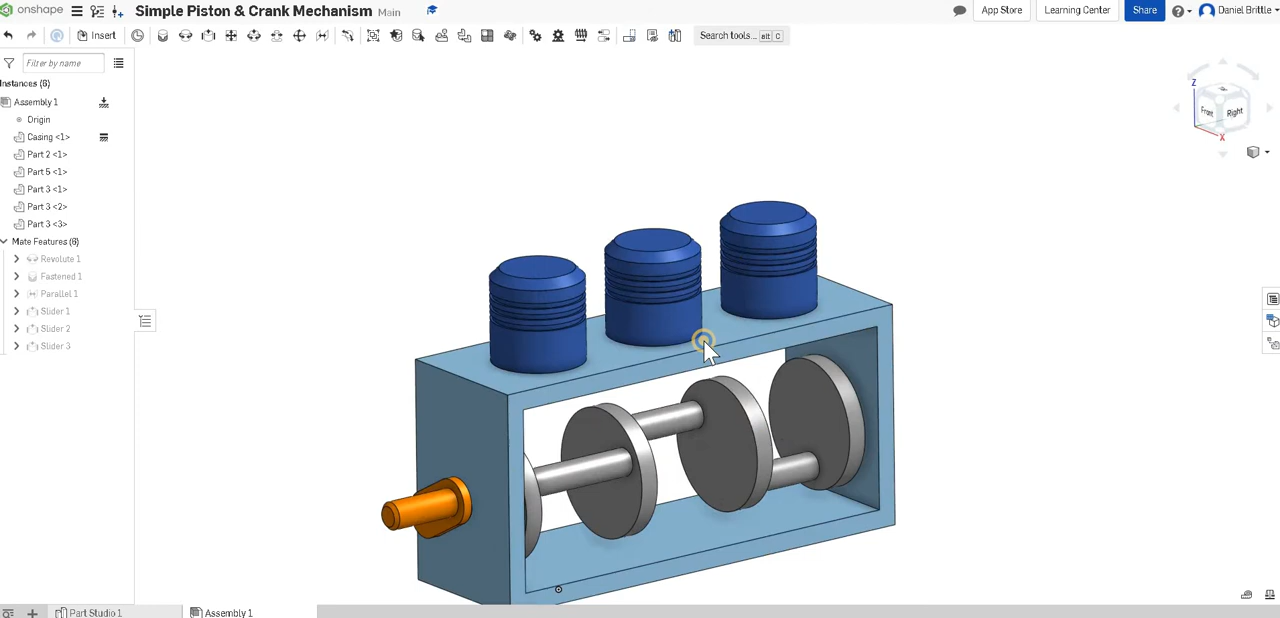 onshape Simple Piston & Crank Mechanism Main App Store Learning Center Share Daniel Brittle
Insert Search tools... alt C
Filter by name
Instances (6)
Assembly 1
Origin
Casing <1>
Part 2 <1>
Part 5 <1>
Part 3 <1>
Part 3 <2>
Part 3 <3>
Mate Features (6)
Revolute 1
Fastened 1
Parallel 1
Slider 1
Slider 2
Slider 3
Z
Front Right
X
Part Studio 1 Assembly 1